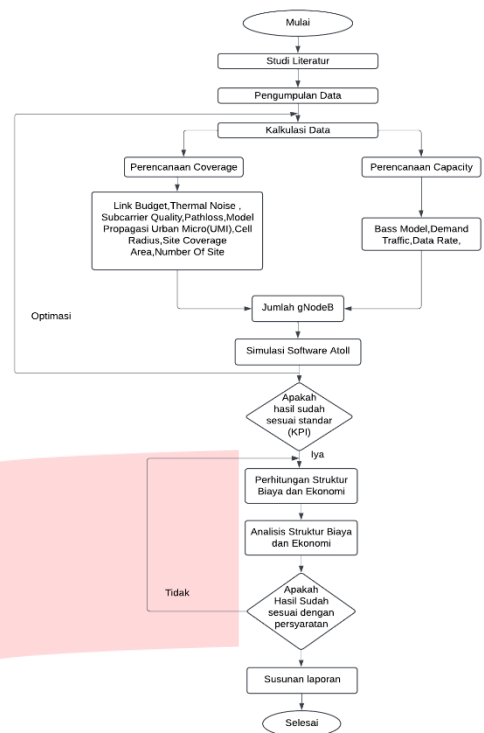 Mulai
Studi Literatur
Pengumpulan Data
Kalkulasi Data
Perencanaan Coverage
Perencanaan Capacity
Link Budget,Thermal Noise ,
Subcarrier Quality,Pathloss,Model
Propagasi Urban Micro(UMI),Cell
Radius,Site Coverage
Area,Number Of Site
Bass Model,Demand
Traffic,Data Rate,
Jumlah gNodeB
Optimasi
Simulasi Software Atoll
Apakah
hasil sudah
sesuai standar
(KPI)
Iya
Perhitungan Struktur
Biaya dan Ekonomi
Analisis Struktur Biaya
dan Ekonomi
Tidak
Apakah
Hasil Sudah
sesuai dengan
persyaratan
Susunan laporan
Selesai